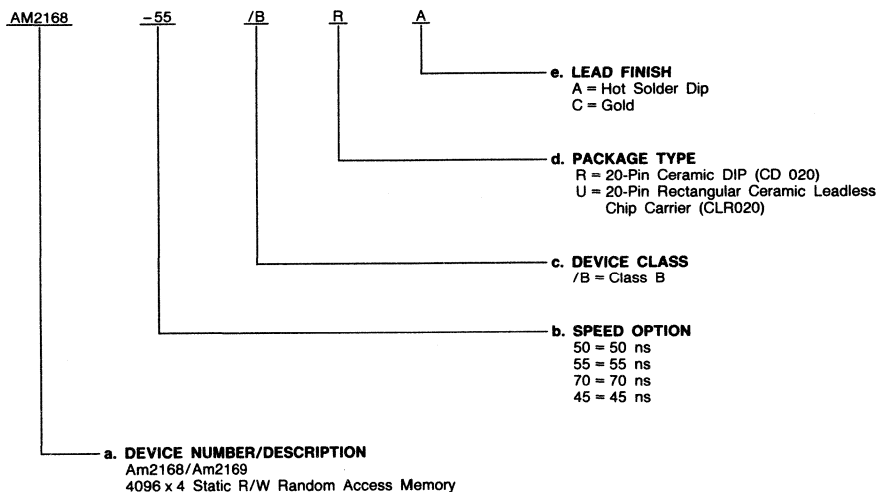 AM2168 -55 /B R A
e. LEAD FINISH
A = Hot Solder Dip
C = Gold
d. PACKAGE TYPE
R = 20-Pin Ceramic DIP (CD 020)
U = 20-Pin Rectangular Ceramic Leadless
Chip Carrier (CLR020)
c. DEVICE CLASS
/B = Class B
b. SPEED OPTION
50 = 50 ns
55 = 55 ns
70 = 70 ns
45 = 45 ns
a. DEVICE NUMBER/DESCRIPTION
Am2168/Am2169
4096 x 4 Static R/W Random Access Memory